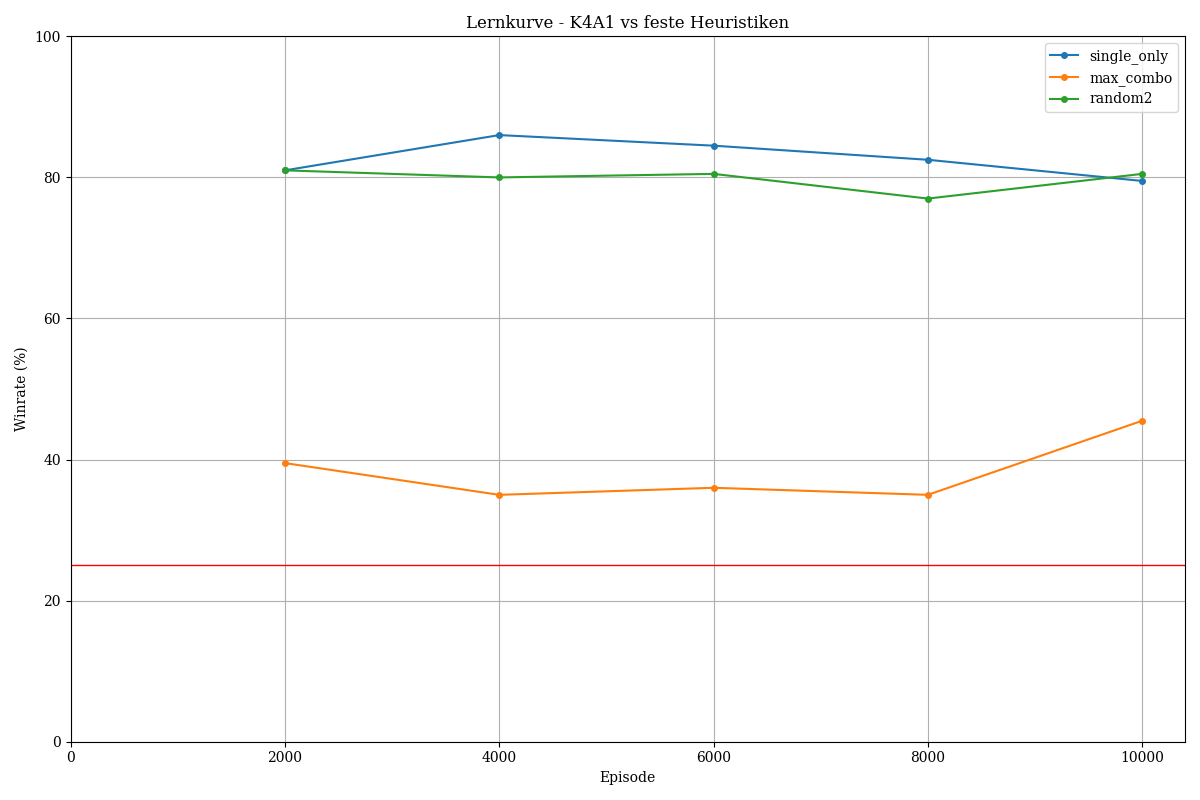 Lernkurve - K4A1 vs feste Heuristiken
100
80
60
40
20
0
Winrate (%)
single_only
max_combo
random2
0 2000 4000 6000 8000 10000
Episode